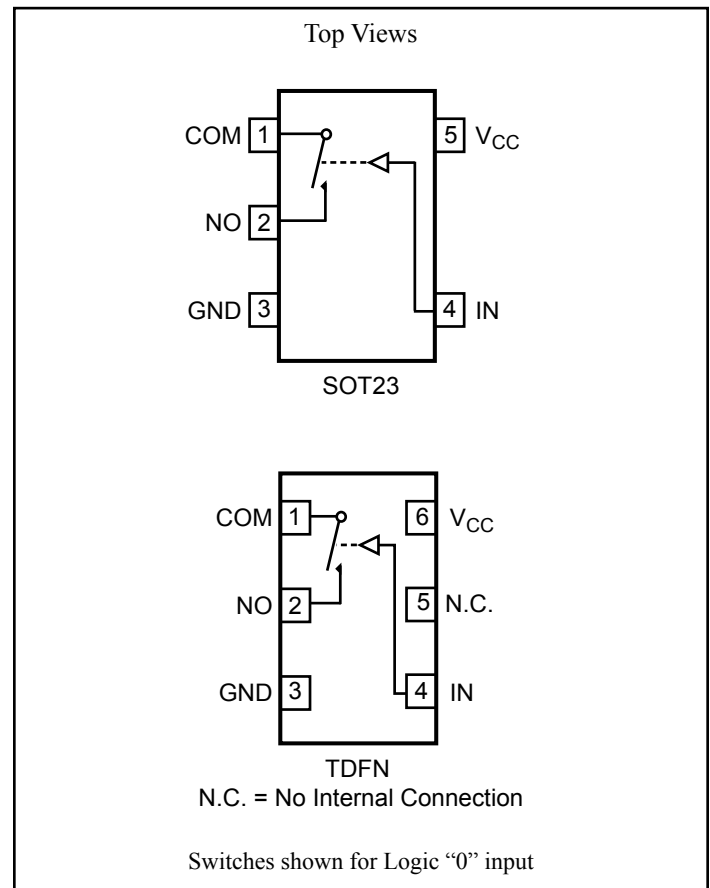 Top Views
COM 1 5 VCC
NO 2
GND 3 4 IN
SOT23
COM 1 6 VCC
NO 2 5 N.C.
GND 3 4 IN
TDFN
N.C. = No Internal Connection
Switches shown for Logic “0” input